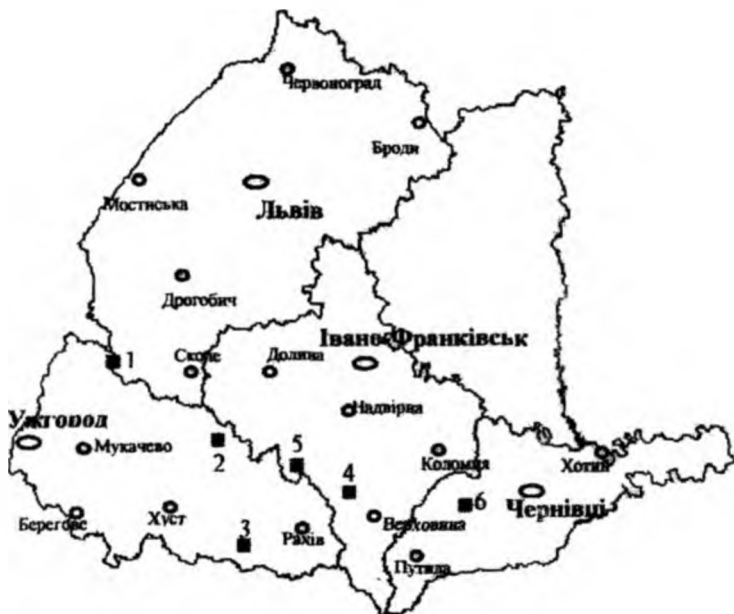 Червоноград
Броди
Мостиська
Львів
Дрогобич
Івано-Франківськ
1
Сколе
Долина
Надвірна
Ужгород
Мукачево
2
5
Коломия
Хотин
4
6
Чернівці
Берегове
Хуст
3
Рахів
Верховина
Путила